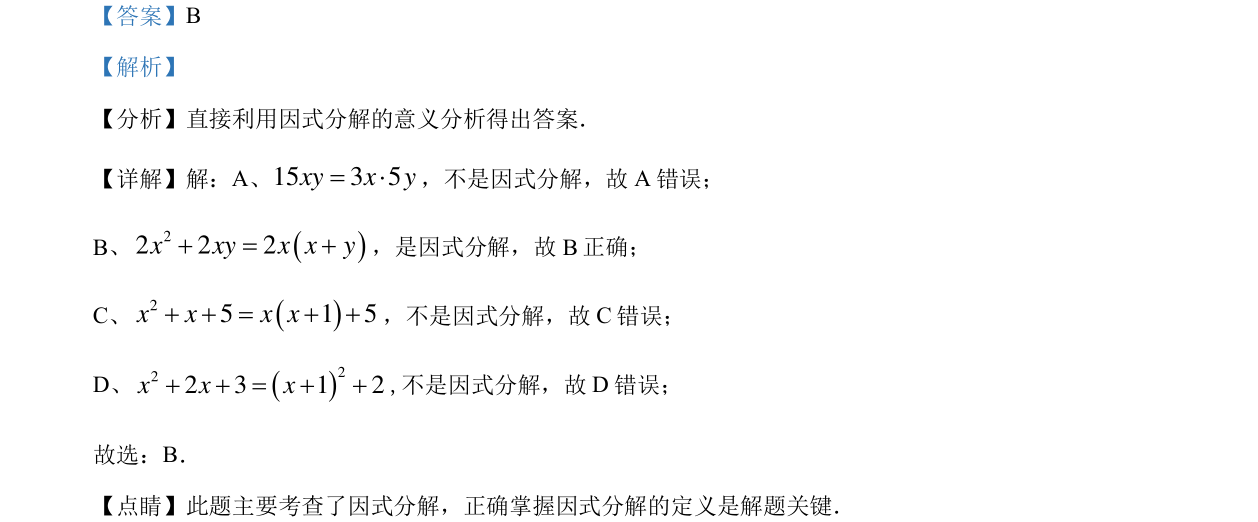 【答案】B
【解析】
【分析】直接利用因式分解的意义分析得出答案.
【详解】解：A、15xy = 3x·5y，不是因式分解，故 A 错误；
B、2x² + 2xy = 2x(x + y)，是因式分解，故 B 正确；
C、x² + x + 5 = x(x + 1) + 5，不是因式分解，故 C 错误；
D、x² + 2x + 3 = (x + 1)² + 2 , 不是因式分解，故 D 错误；
故选：B.
【点睛】此题主要考查了因式分解，正确掌握因式分解的定义是解题关键.